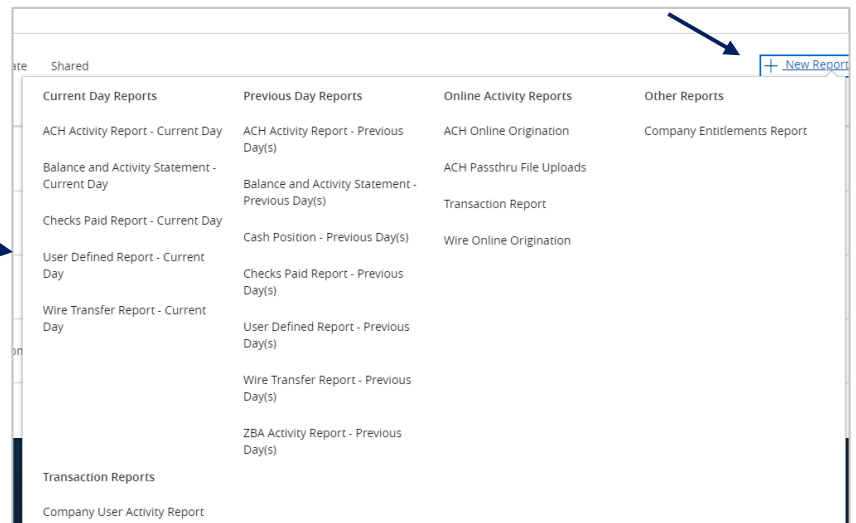 ate Shared
+ New Report
Current Day Reports
ACH Activity Report - Current Day
Balance and Activity Statement -
Current Day
Checks Paid Report - Current Day
User Defined Report - Current
Day
Wire Transfer Report - Current
Day
Previous Day Reports
ACH Activity Report - Previous
Day(s)
Balance and Activity Statement -
Previous Day(s)
Cash Position - Previous Day(s)
Checks Paid Report - Previous
Day(s)
User Defined Report - Previous
Day(s)
Wire Transfer Report - Previous
Day(s)
ZBA Activity Report - Previous
Day(s)
Online Activity Reports
ACH Online Origination
ACH Passthru File Uploads
Transaction Report
Wire Online Origination
Other Reports
Company Entitlements Report
Transaction Reports
Company User Activity Report
on